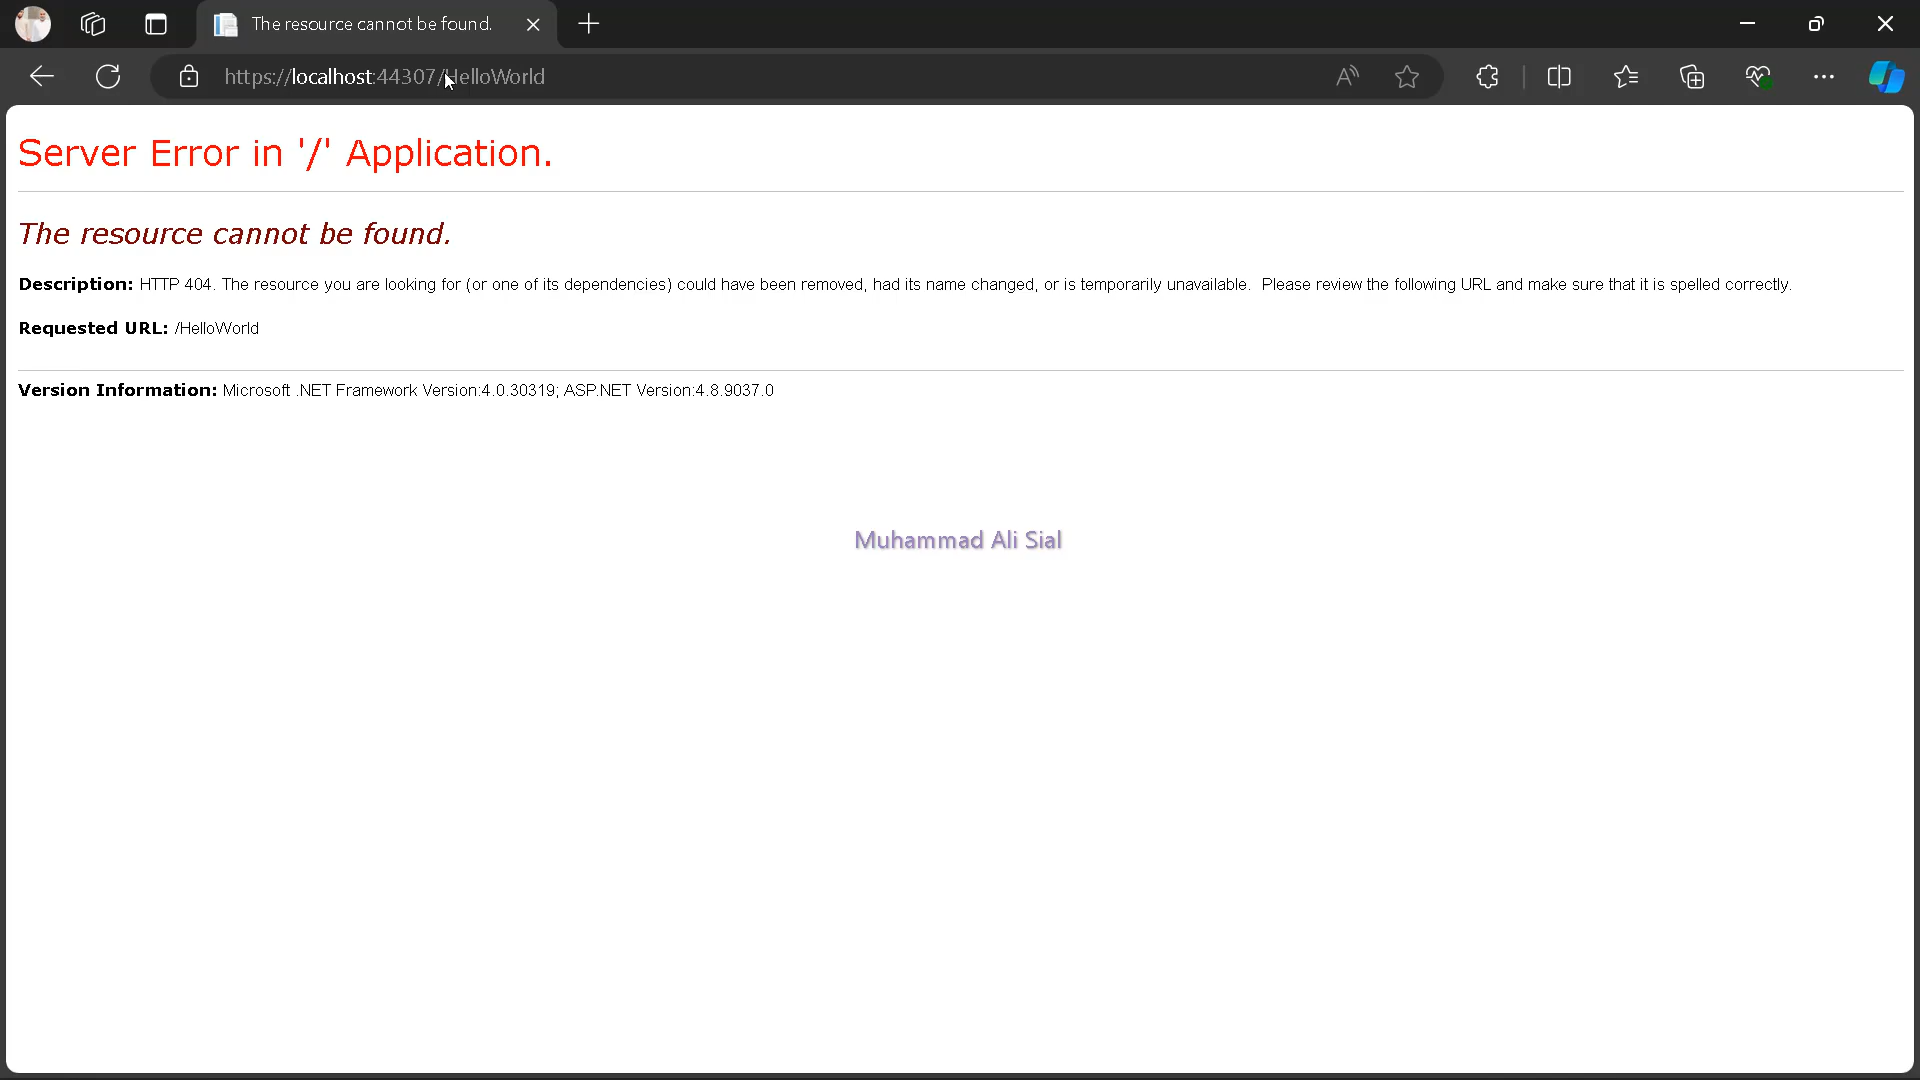 The resource cannot be found.
https://localhost:44307/HelloWorld
Server Error in '/' Application.
The resource cannot be found.
Description: HTTP 404. The resource you are looking for (or one of its dependencies) could have been removed, had its name changed, or is temporarily unavailable.  Please review the following URL and make sure that it is spelled correctly.
Requested URL: /HelloWorld
Version Information: Microsoft .NET Framework Version:4.0.30319; ASP.NET Version:4.8.9037.0
Muhammad Ali Sial